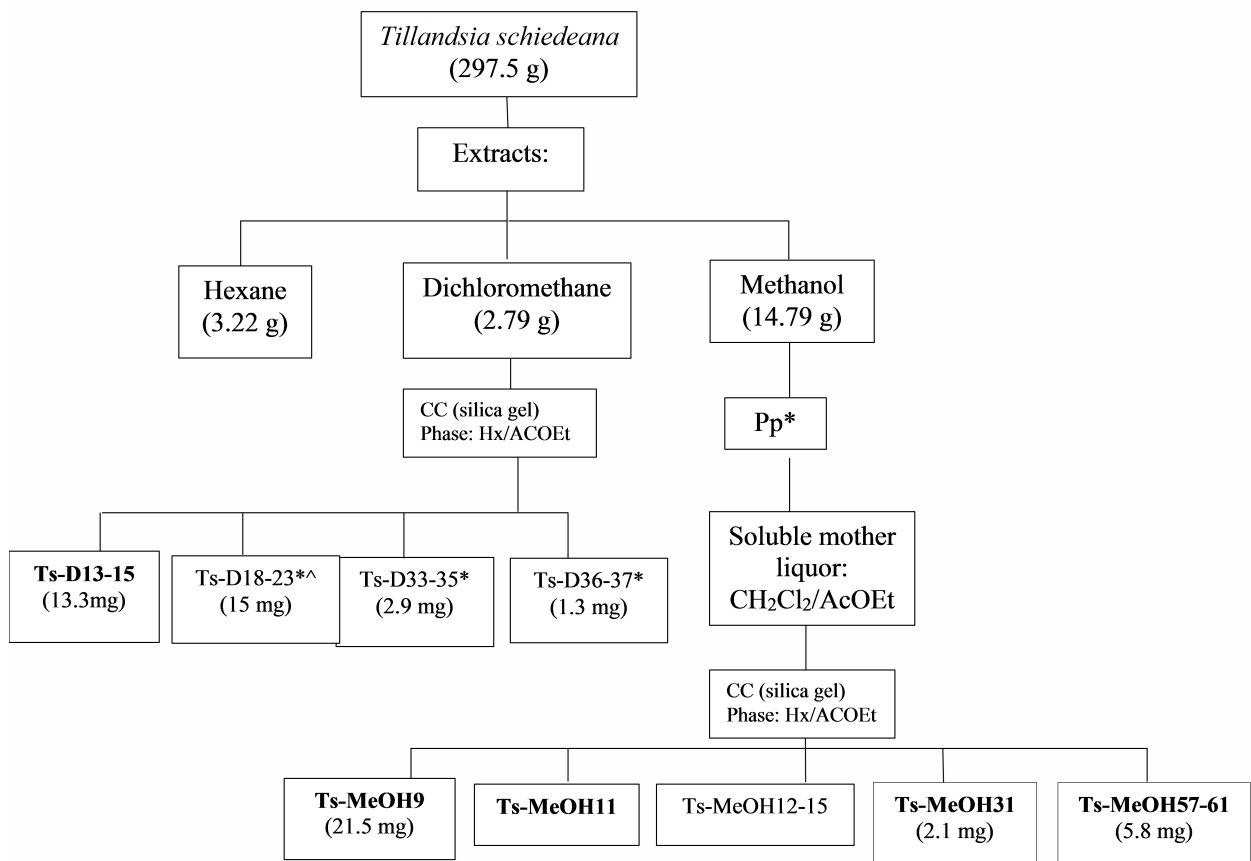 Tillandsia schiedeana
(297.5 g)
Extracts:
Hexane
(3.22 g)
Dichloromethane
(2.79 g)
Methanol
(14.79 g)
CC (silica gel)
Phase: Hx/ACOEt
Pp*
Ts-D13-15
(13.3mg)
Ts-D18-23*^
(15 mg)
Ts-D33-35*
(2.9 mg)
Ts-D36-37*
(1.3 mg)
Soluble mother
liquor:
CH₂Cl₂/AcOEt
CC (silica gel)
Phase: Hx/ACOEt
Ts-MeOH9
(21.5 mg)
Ts-MeOH11
Ts-MeOH12-15
Ts-MeOH31
(2.1 mg)
Ts-MeOH57-61
(5.8 mg)